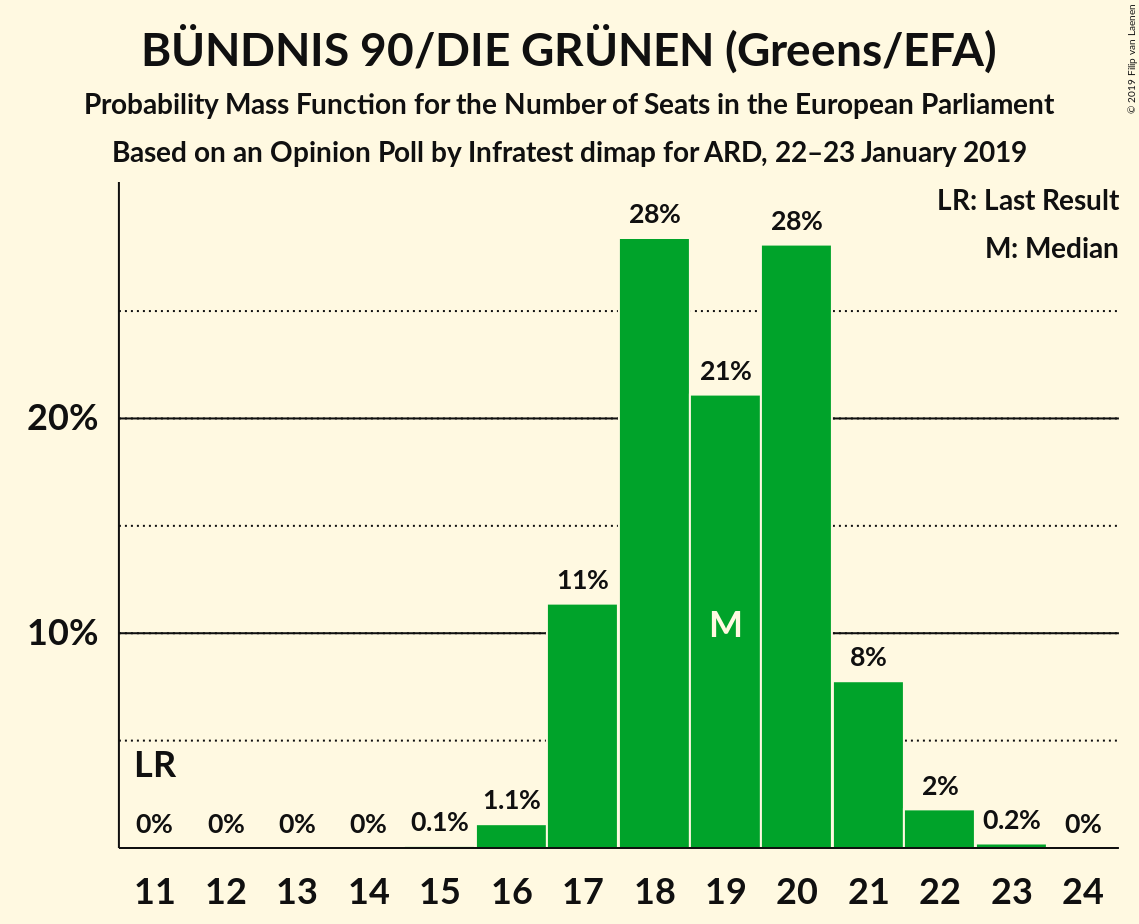 BÜNDNIS 90/DIE GRÜNEN (Greens/EFA)
Probability Mass Function for the Number of Seats in the European Parliament
Based on an Opinion Poll by Infratest dimap for ARD, 22–23 January 2019
© 2019 Filip van Laenen
LR: Last Result
M: Median
28%
28%
21%
20%
11%
M
10%
8%
LR
2%
1.1%
0% 0% 0% 0% 0.1% 0.2% 0%
11 12 13 14 15 16 17 18 19 20 21 22 23 24